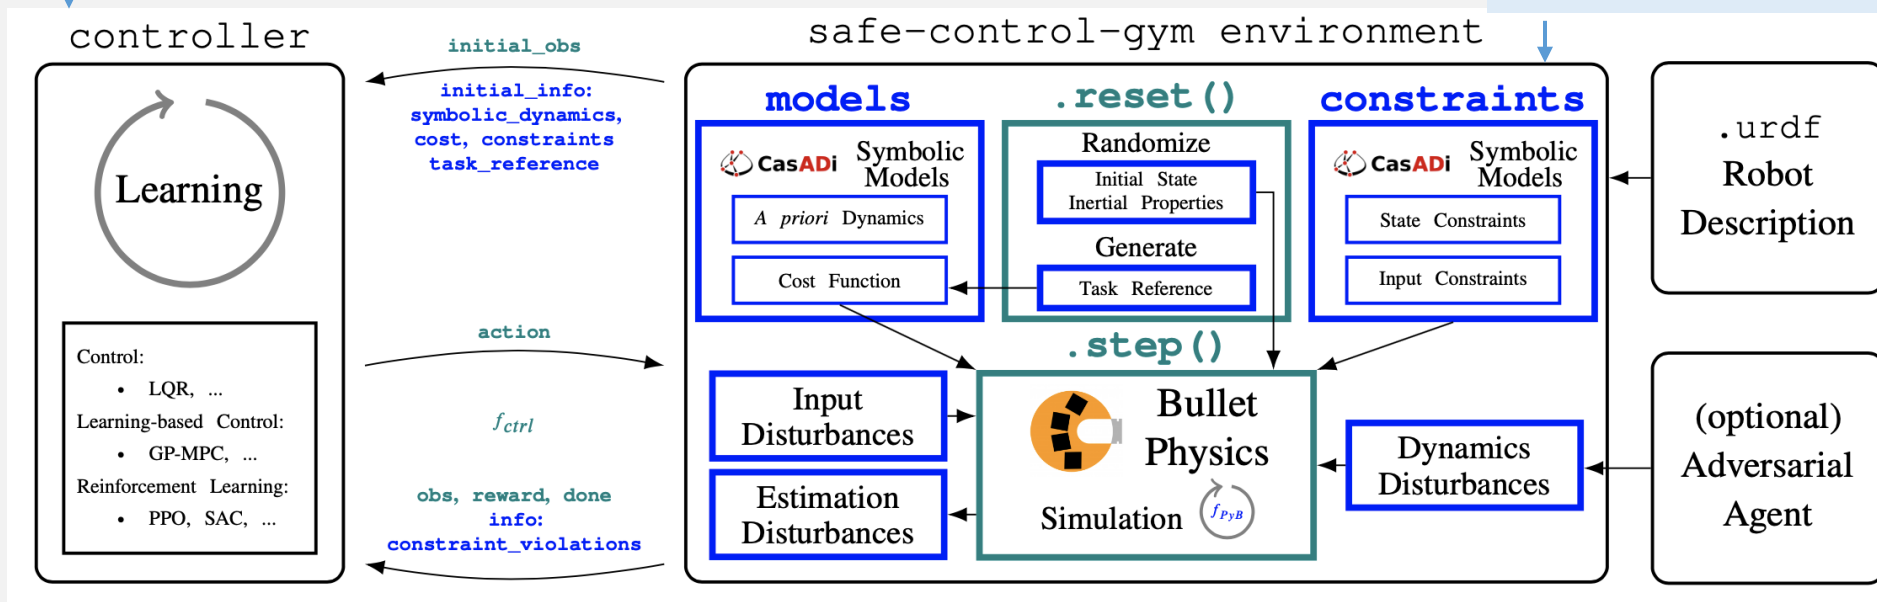 controller
Learning
Control:
• LQR, ...
Learning-based Control:
• GP-MPC, ...
Reinforcement Learning:
• PPO, SAC, ...
initial_obs
initial_info:
symbolic_dynamics,
cost, constraints
task_reference
action
fctrl
obs, reward, done
info:
constraint_violations
safe-control-gym environment
models
CasADi
Symbolic
Models
A priori Dynamics
Cost Function
.reset()
Randomize
Initial State
Inertial Properties
Generate
Task Reference
constraints
CasADi
Symbolic
Models
State Constraints
Input Constraints
.step()
Input
Disturbances
Estimation
Disturbances
Bullet
Physics
Simulation
fPyB
Dynamics
Disturbances
.urdf
Robot
Description
(optional)
Adversarial
Agent